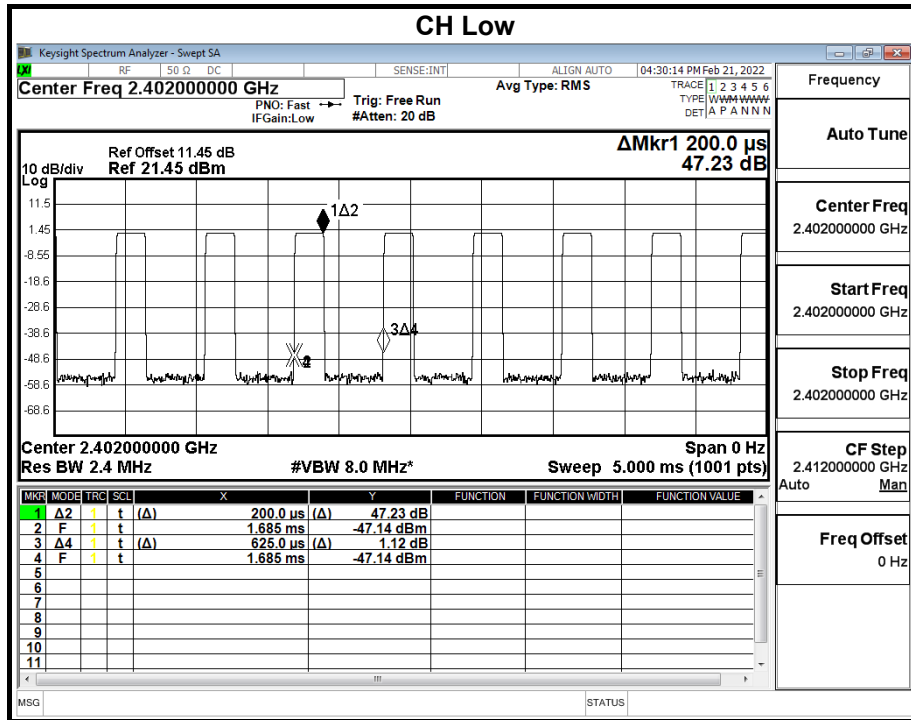 CH Low
Keysight Spectrum Analyzer - Swept SA
LXI RF 50 Ω DC SENSE:INT ALIGN AUTO 04:30:14 PM Feb 21, 2022
Center Freq 2.402000000 GHz Avg Type: RMS TRACE 1 2 3 4 5 6
PNO: Fast Trig: Free Run TYPE WWWWWW
IFGain:Low #Atten: 20 dB DET A P A N N N
Frequency
Auto Tune
Center Freq
2.402000000 GHz
Start Freq
2.402000000 GHz
Stop Freq
2.402000000 GHz
CF Step
2.412000000 GHz
Auto Man
Freq Offset
0 Hz
ΔMkr1 200.0 µs
47.23 dB
Ref Offset 11.45 dB
10 dB/div Ref 21.45 dBm
Log
11.5
1.45
-8.55
-18.6
-28.6
-38.6
-48.6
-58.6
-68.6
1Δ2
3Δ4
Center 2.402000000 GHz Span 0 Hz
Res BW 2.4 MHz #VBW 8.0 MHz* Sweep 5.000 ms (1001 pts)
MKR MODE TRC SCL X Y FUNCTION FUNCTION WIDTH FUNCTION VALUE
1 Δ2 1 t (Δ) 200.0 µs (Δ) 47.23 dB
2 F 1 t 1.685 ms -47.14 dBm
3 Δ4 1 t (Δ) 625.0 µs (Δ) 1.12 dB
4 F 1 t 1.685 ms -47.14 dBm
5
6
7
8
9
10
11
MSG STATUS